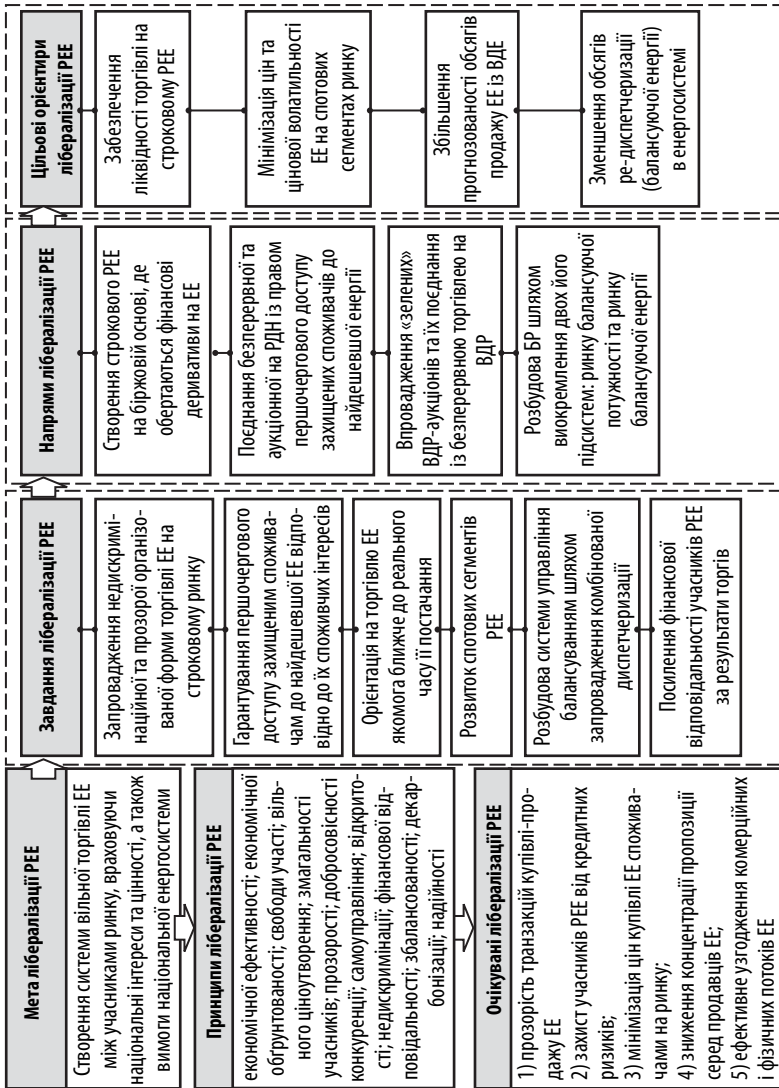 Мета лібералізації РЕЕ
Створення системи вільної торгівлі ЕЕ
між учасниками ринку, враховуючи
національні інтереси та цінності, а також
вимоги національної енергосистеми
Принципи лібералізації РЕЕ
економічної ефективності; економічної
обґрунтованості; свободи участі; віль-
ного ціноутворення; змагальності
учасників; прозорості; добросовісності
конкуренції; самоуправління; відкрито-
сті; недискримінації; фінансової від-
повідальності; збалансованості; декар-
бонізації; надійності
Очікувані лібералізації РЕЕ
1) прозорість транзакцій купівлі-про-
дажу ЕЕ
2) захист учасників РЕЕ від кредитних
ризиків;
3) мінімізація цін купівлі ЕЕ спожива-
чами на ринку;
4) зниження концентрації пропозиції
серед продавців ЕЕ;
5) ефективне узгодження комерційних
і фізичних потоків ЕЕ
Завдання лібералізації РЕЕ
Запровадження недискримі-
наційної та прозорої організо-
ваної форми торгівлі ЕЕ на
строковому ринку
Гарантування першочергового
доступу захищеним спожива-
чам до найдешевшої ЕЕ відпо-
відно до їх споживчих інтересів
Орієнтація на торгівлю ЕЕ
якомога ближче до реального
часу її постачання
Розвиток спотових сегментів
РЕЕ
Розбудова системи управління
балансуванням шляхом
запровадження комбінованої
диспетчеризації
Посилення фінансової
відповідальності учасників РЕЕ
за результати торгів
Напрями лібералізації РЕЕ
Створення строкового РЕЕ
на біржовій основі, де
обертаються фінансові
деривативи на ЕЕ
Поєднання безперервної та
аукціонної на РДН із правом
першочергового доступу
захищених споживачів до
найдешевшої енергії
Впровадження «зелених»
ВДР-аукціонів та їх поєднання
із безперервною торгівлею на
ВДР
Розбудова БР шляхом
виокремлення двох його
підсистем: ринку балансуючої
потужності та ринку
балансуючої енергії
Цільові орієнтири
лібералізації РЕЕ
Забезпечення
ліквідності торгівлі на
строковому РЕЕ
Мінімізація цін та
цінової волатильності
ЕЕ на спотових
сегментах ринку
Збільшення
прогнозованості обсягів
продажу ЕЕ із ВДЕ
Зменшення обсягів
ре-диспетчеризації
(балансуючої енергії)
в енергосистемі